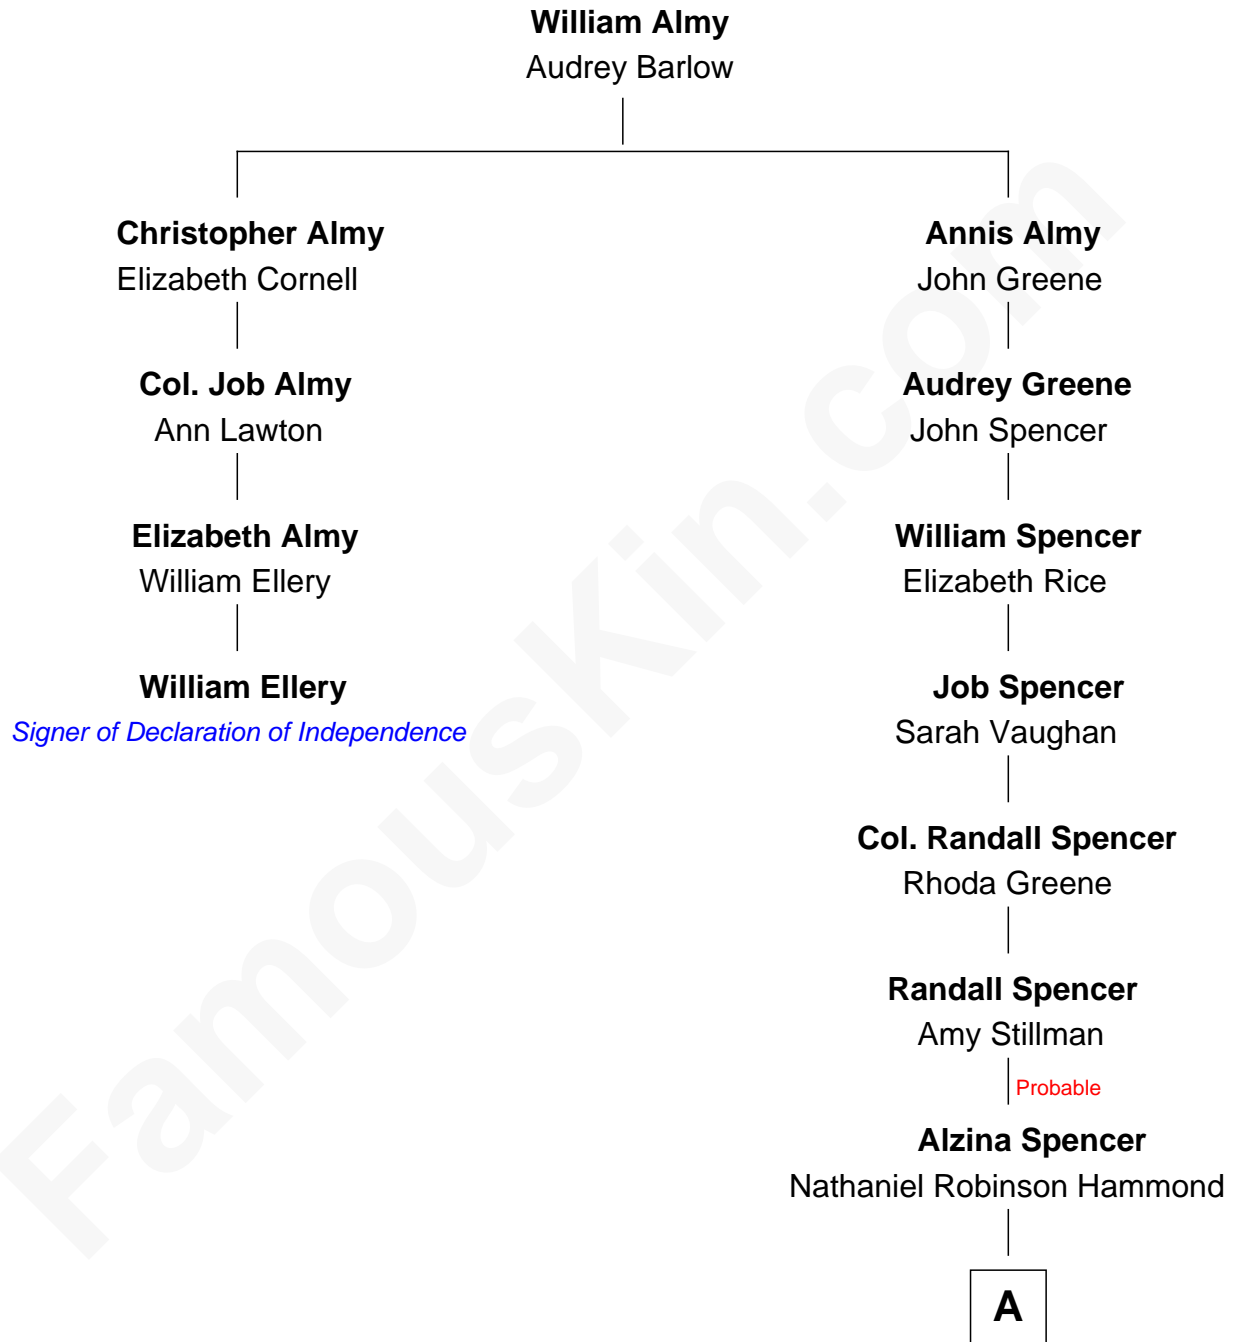 William Almy
Audrey Barlow
Christopher Almy
Elizabeth Cornell
Annis Almy
John Greene
Col. Job Almy
Ann Lawton
Audrey Greene
John Spencer
Elizabeth Almy
William Ellery
William Spencer
Elizabeth Rice
William Ellery
Signer of Declaration of Independence
Job Spencer
Sarah Vaughan
Col. Randall Spencer
Rhoda Greene
Randall Spencer
Amy Stillman
Probable
Alzina Spencer
Nathaniel Robinson Hammond
A
FamousKin.com